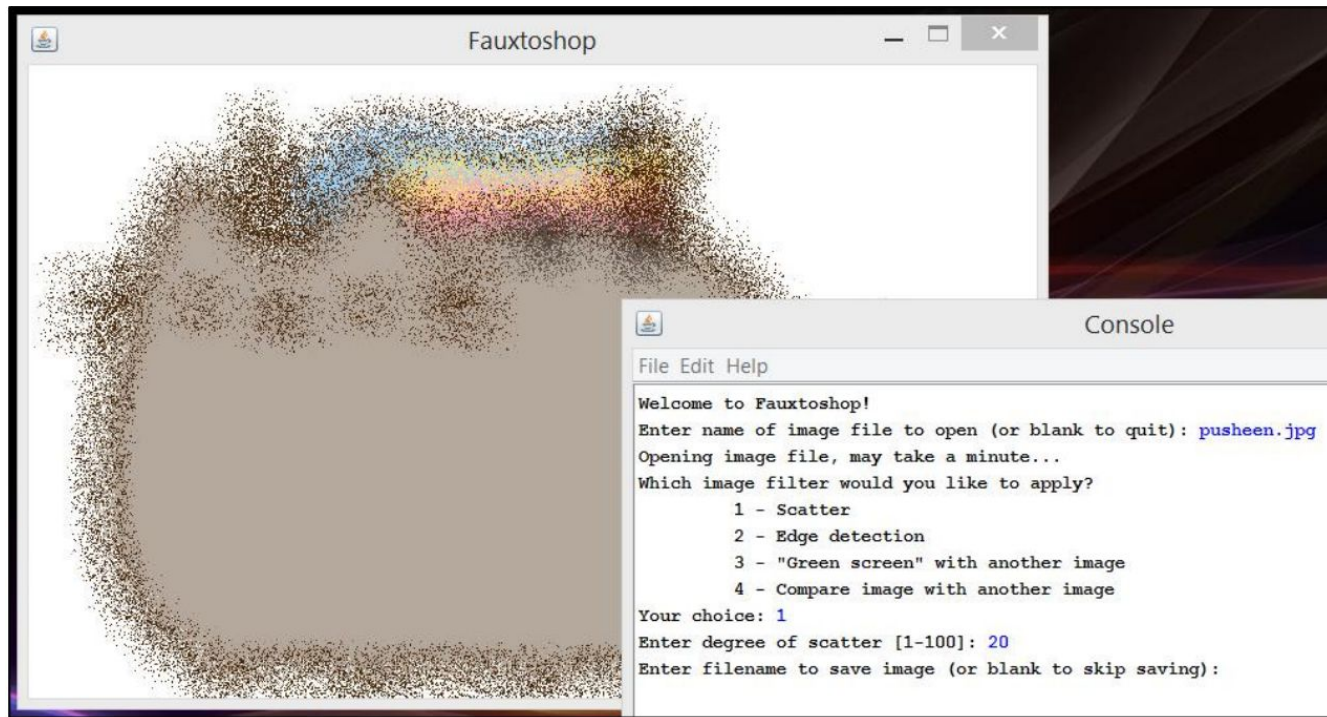 Fauxtoshop
Console
File Edit Help
Welcome to Fauxtoshop!
Enter name of image file to open (or blank to quit): pusheen.jpg
Opening image file, may take a minute...
Which image filter would you like to apply?
1 - Scatter
2 - Edge detection
3 - "Green screen" with another image
4 - Compare image with another image
Your choice: 1
Enter degree of scatter [1-100]: 20
Enter filename to save image (or blank to skip saving):